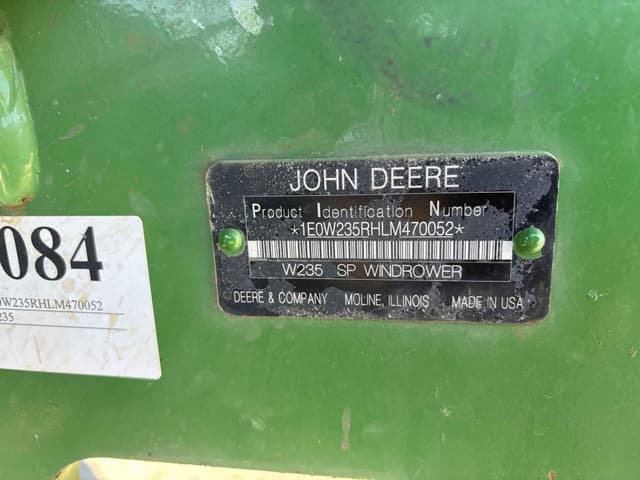 JOHN DEERE
Product Identification Number
*1E0W235RHLM470052*
W235 SP WINDROWER
DEERE & COMPANY MOLINE, ILLINOIS MADE IN USA
084
0W235RHLM470052
235